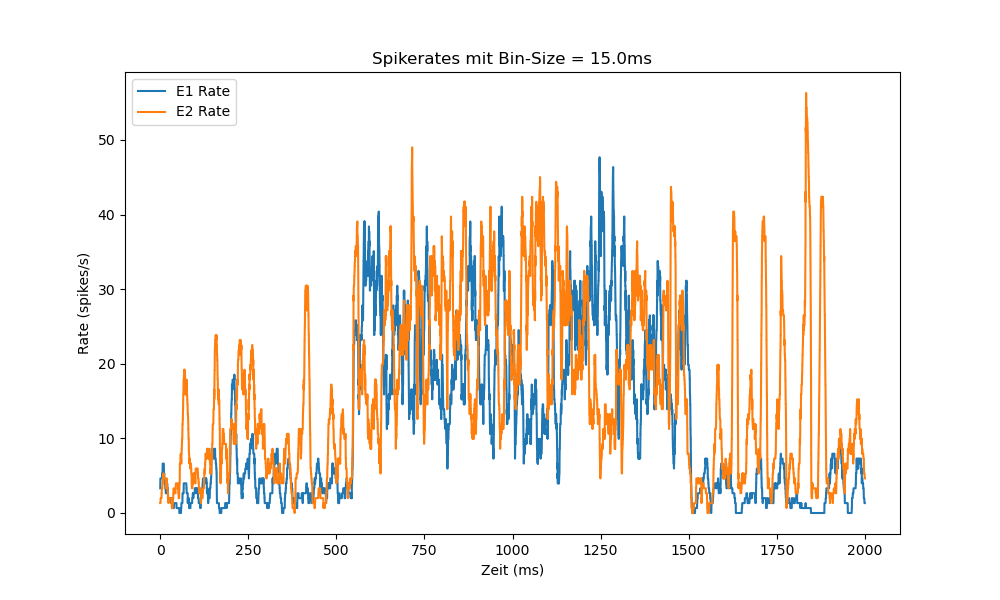 Spikerates mit Bin-Size = 15.0ms
E1 Rate
E2 Rate
Rate (spikes/s)
50
40
30
20
10
0
0 250 500 750 1000 1250 1500 1750 2000
Zeit (ms)